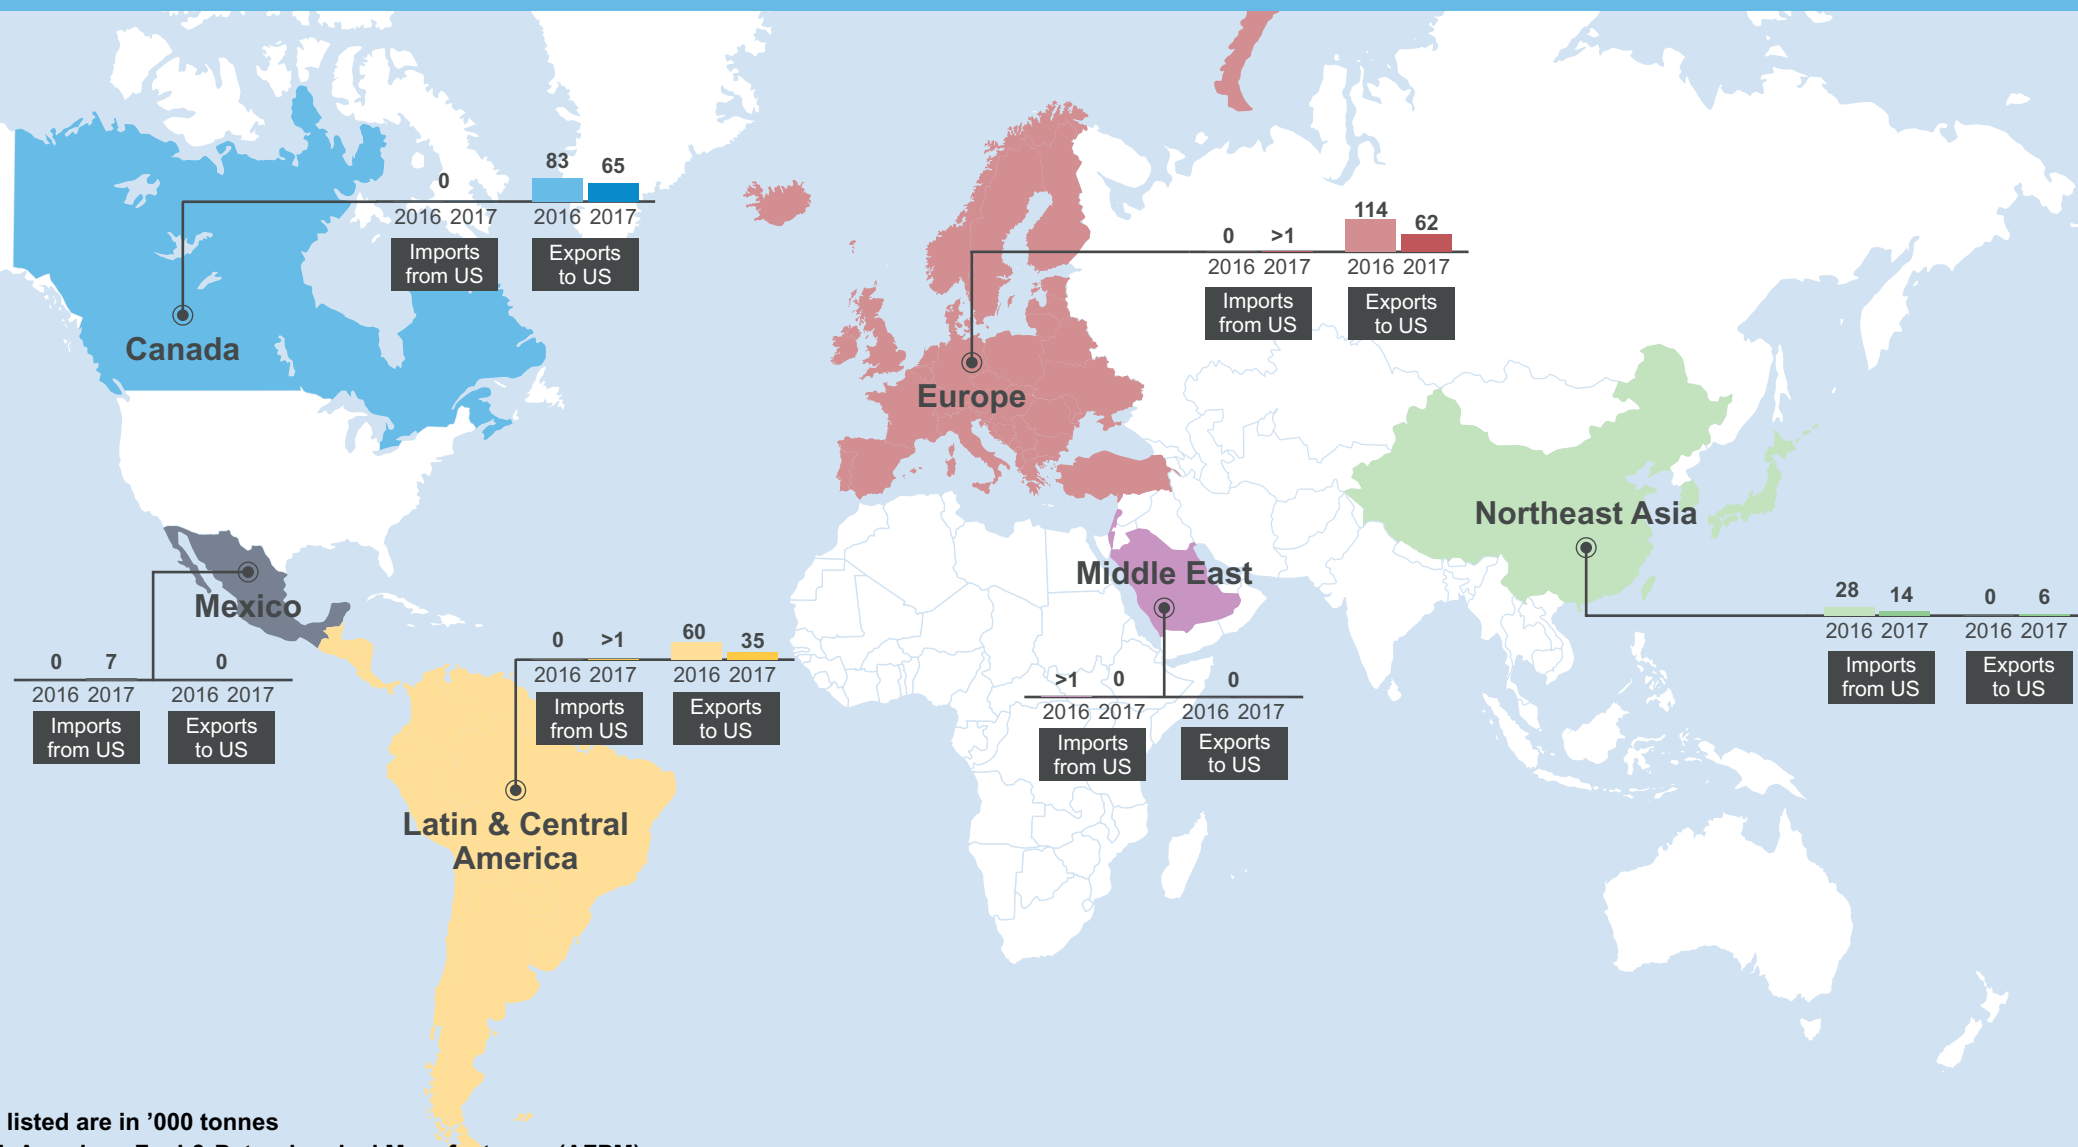 83 65
0
2016 2017 2016 2017
Imports
from US
Exports
to US
Canada
0 >1 114 62
2016 2017 2016 2017
Imports
from US
Exports
to US
Europe
Northeast Asia
28 14 0 6
2016 2017 2016 2017
Imports
from US
Exports
to US
Middle East
>1 0 0
2016 2017 2016 2017
Imports
from US
Exports
to US
Mexico
0 7 0
2016 2017 2016 2017
Imports
from US
Exports
to US
0 >1 60 35
2016 2017 2016 2017
Imports
from US
Exports
to US
Latin & Central
America
listed are in ’000 tonnes
American Fuel & Petrochemical Manufacturers (AFPM)